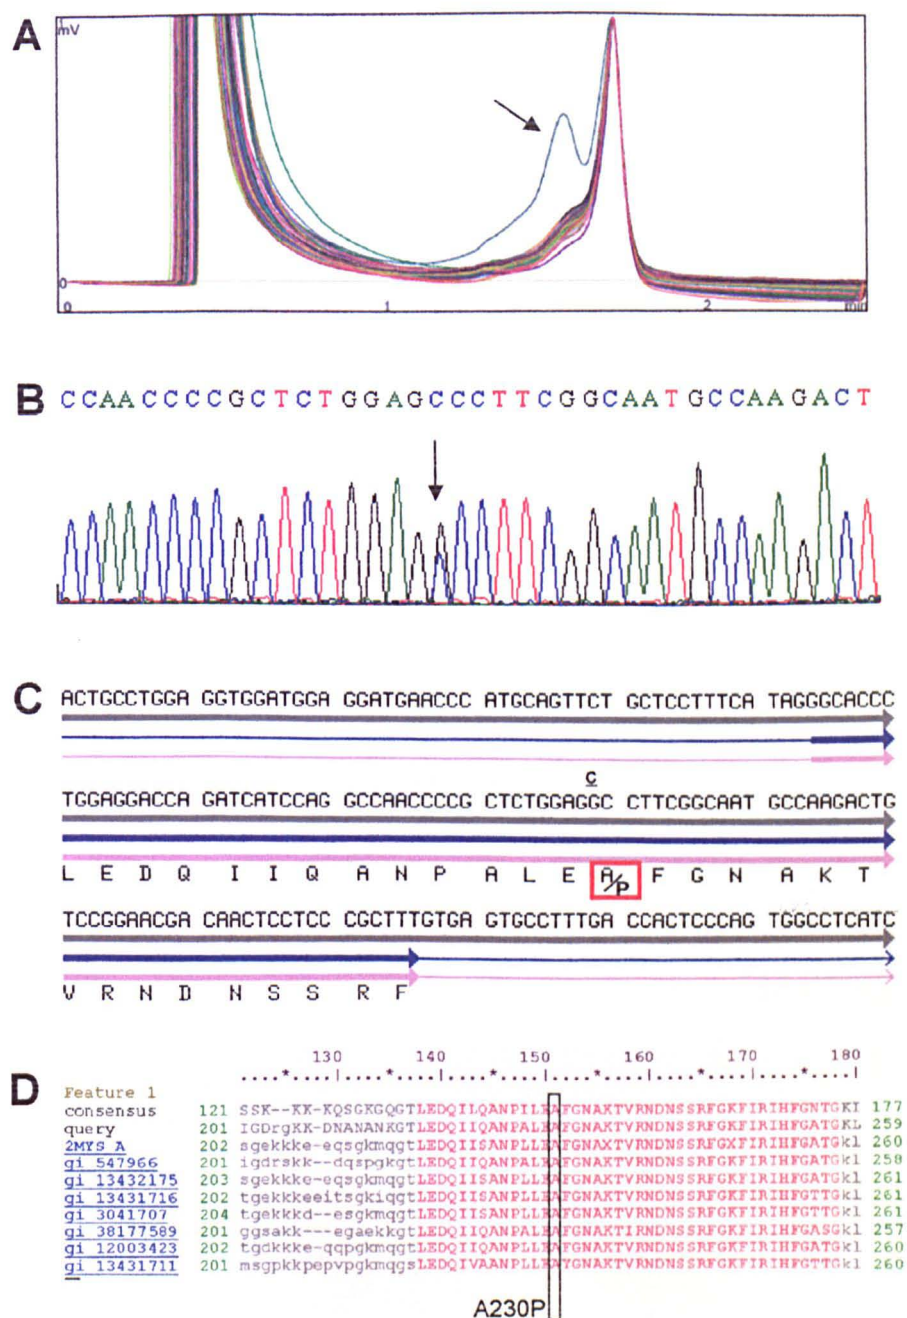 A
mV
0
0 1 2 min
B
CCAACCCCGCTCTGGAGCCCTTCGGCAATGCCAAGACT
C
ACTGCCTGGA GGTGGATGGA GGATGAACCC ATGCAGTTCT GCTCCTTTCA TAGGGCACCC
C
TGGAGGACCA GATCATCCAG GCCAACCCCG CTCTGGAGGC CTTCGGCAAT GCCAAGACTG
L E D Q I I Q A N P A L E A/P F G N A K T
TCCGGAACGA CAACTCCTCC CGCTTTGTGA GTGCCTTTGA CCACTCCCAG TGGCCTCATC
V R N D N S S R F
D
130 140 150 160 170 180
....*....|....*....|....*....|....*....|....*....|....*....|
Feature 1
consensus 121 SSK--KK-KQSGKGQGTLEDQILQANPILEAFGNAKTVRNDNSSRFGKFIRIHFGNTGKI 177
query 201 IGDrgKK-DNANANKGTLEDQIIQANPALEAFGNAKTVRNDNSSRFGKFIRIHFGATGKL 259
2MYS_A 202 sgekkke-eqsgkmqgtLEDQIISANPLLEAFGNAXTVRNDNSSRFGXFIRIHFGATGkl 260
gi 547966 201 igdrskk--dqspgkgtLEDQIIQANPALEAFGNAKTVRNDNSSRFGKFIRIHFGATGkl 258
gi 13432175 203 sgekkke-eqsgkmqgtLEDQIISANPLLEAFGNAKTVRNDNSSRFGKFIRIHFGATGkl 261
gi 13431716 202 tgekkkeeitsgkiqgtLEDQIISANPLLEAFGNAKTVRNDNSSRFGKFIRIHFGTTGkl 261
gi 3041707 204 tgekkkd--esgkmqgtLEDQIISANPLLEAFGNAKTVRNDNSSRFGKFIRIHFGTTGkl 261
gi 38177589 201 ggsakk---egaekkgtLEDQIIQANPALEAFGNAKTIRNDNSSRFGKFIRIHFGASGkl 257
gi 12003423 202 tgdkkke-qqpgkmqgtLEDQIIQANPLLEAFGNAKTVRNDNSSRFGKFIRIHFGATGkl 260
gi 13431711 201 msgpkkpepvpgkmqgsLEDQIVAANPLLEAYGNAKTVRNDNSSRFGKFIRIHFGTTGkl 260
A230P